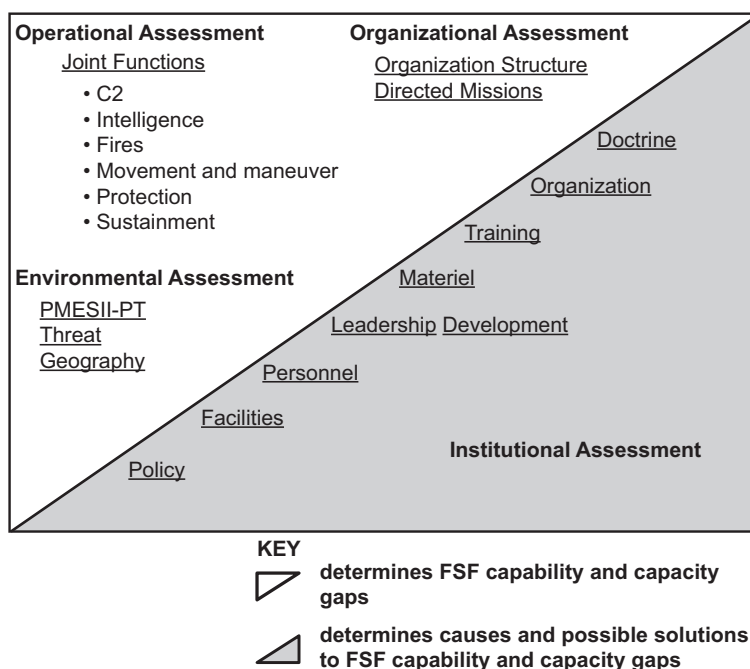 Operational Assessment
Joint Functions
• C2
• Intelligence
• Fires
• Movement and maneuver
• Protection
• Sustainment
Organizational Assessment
Organization Structure
Directed Missions
Environmental Assessment
PMESII-PT
Threat
Geography
Doctrine
Organization
Training
Materiel
Leadership Development
Personnel
Facilities
Policy
Institutional Assessment
KEY
determines FSF capability and capacity
gaps
determines causes and possible solutions
to FSF capability and capacity gaps